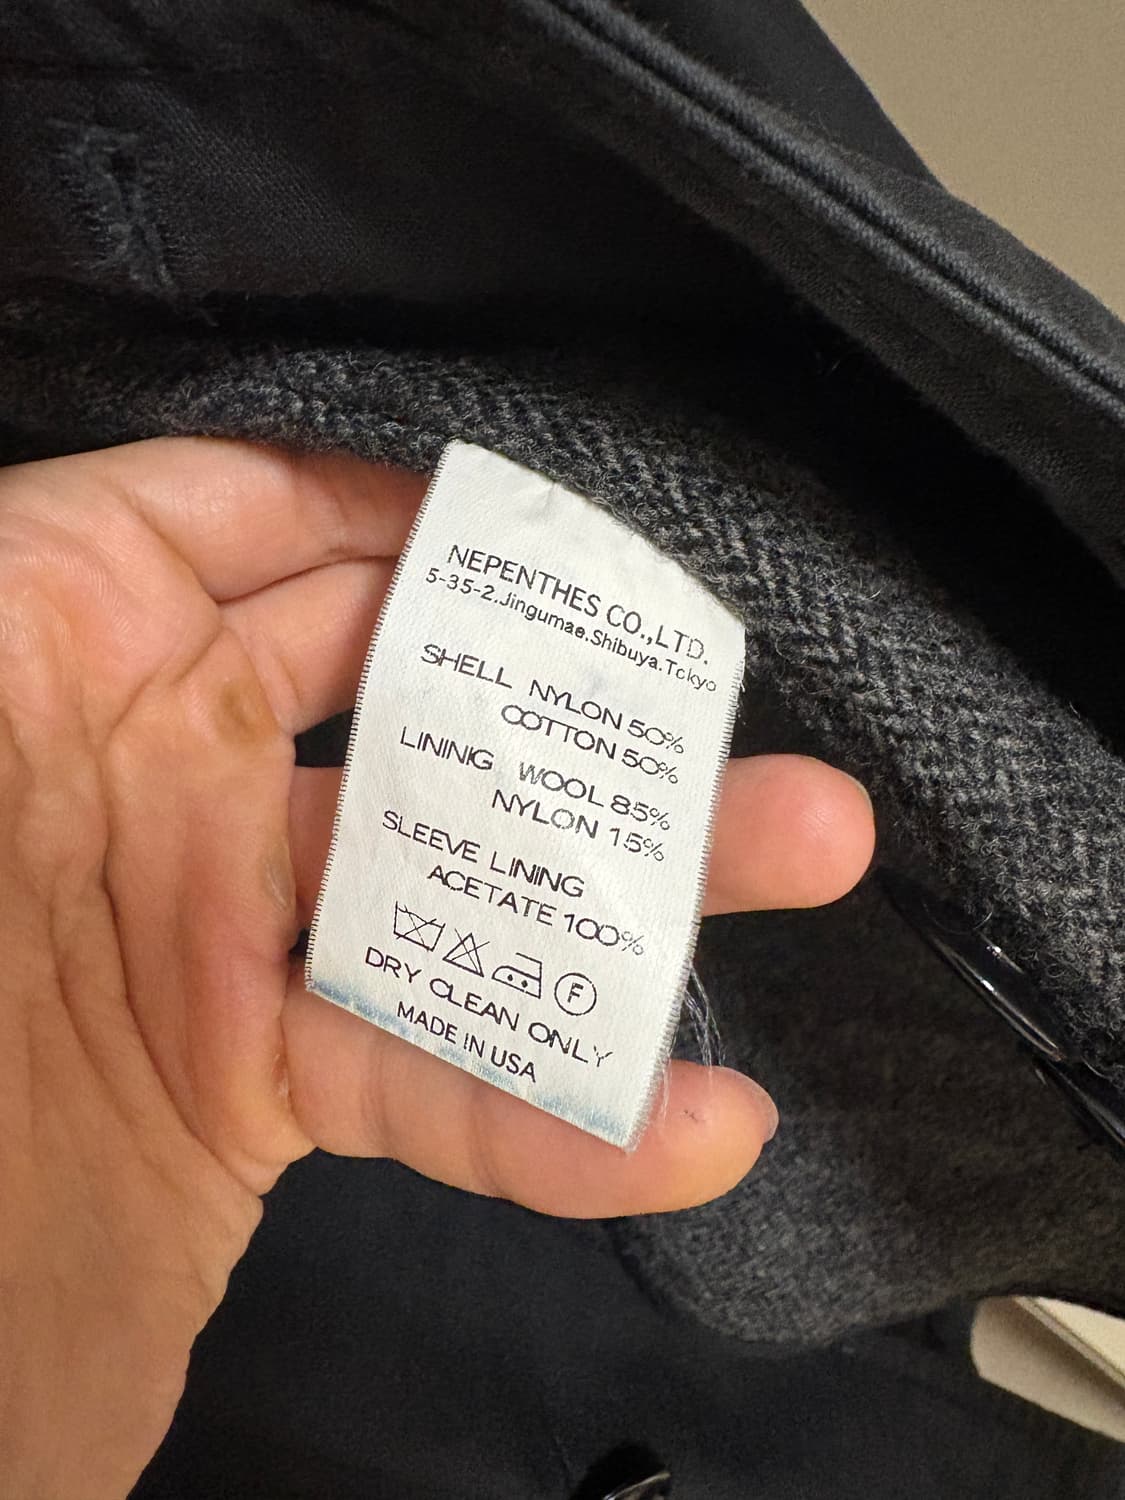 NEPENTHES CO.,LTD.
5-35-2.Jingumae.Shibuya.Tokyo
SHELL NYLON 50%
COTTON 50%
LINING WOOL 85%
NYLON 15%
SLEEVE LINING
ACETATE 100%
F
DRY CLEAN ONLY
MADE IN USA